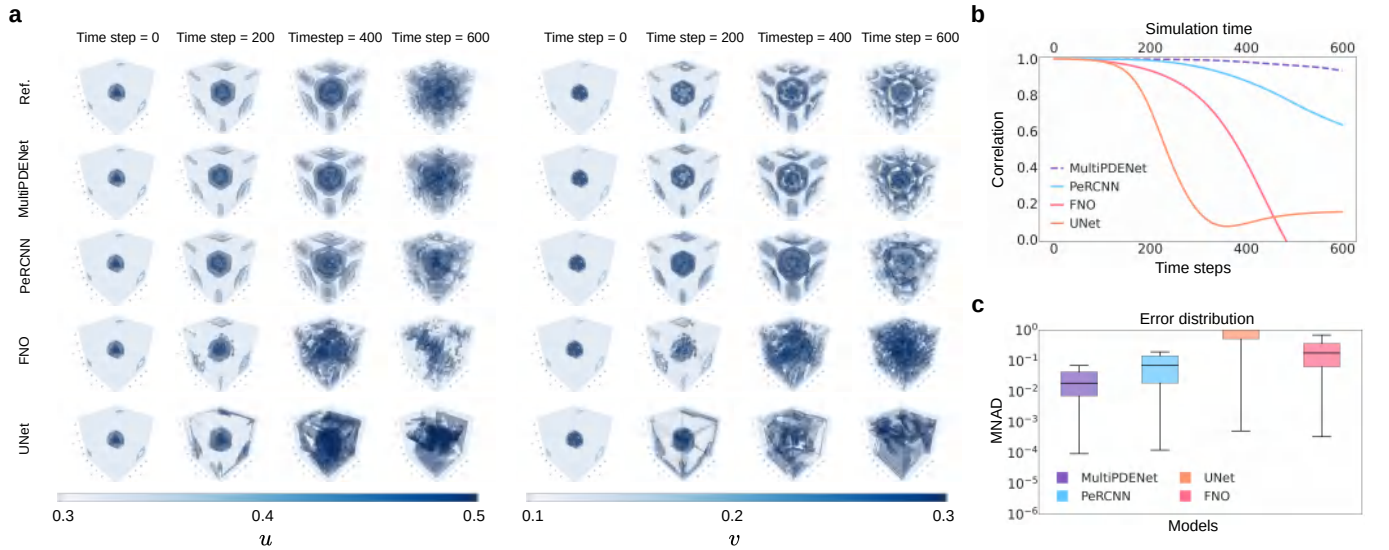 a
Time step = 0 Time step = 200 Timestep = 400 Time step = 600 Time step = 0 Time step = 200 Timestep = 400 Time step = 600
Ref.
MultiPDENet
PeRCNN
FNO
UNet
0.3 0.4 0.5
u
0.1 0.2 0.3
v
b
Simulation time
0 200 400 600
1.0
0.8
0.6
0.4
0.2
0.0
Correlation
MultiPDENet
PeRCNN
FNO
UNet
0 200 400 600
Time steps
c
Error distribution
10⁰
10⁻¹
10⁻²
10⁻³
10⁻⁴
10⁻⁵
10⁻⁶
MNAD
MultiPDENet UNet
PeRCNN FNO
Models